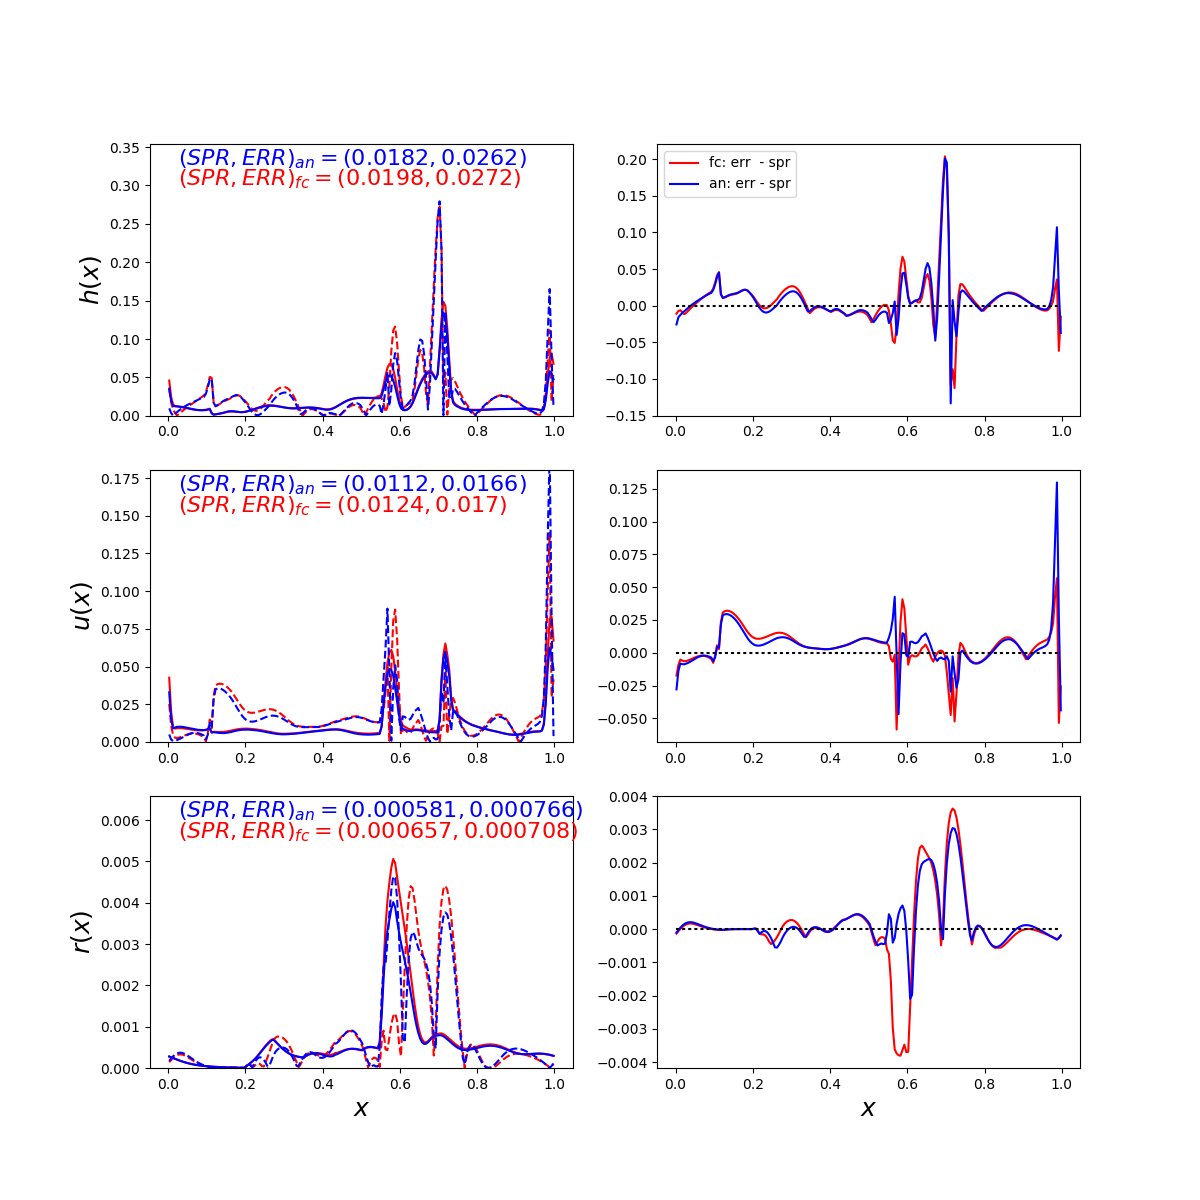 (SPR, ERR)an = (0.0182, 0.0262)
(SPR, ERR)fc = (0.0198, 0.0272)
h(x)
0.35
0.30
0.25
0.20
0.15
0.10
0.05
0.00
0.0 0.2 0.4 0.6 0.8 1.0
fc: err - spr
an: err - spr
0.20
0.15
0.10
0.05
0.00
−0.05
−0.10
−0.15
0.0 0.2 0.4 0.6 0.8 1.0
(SPR, ERR)an = (0.0112, 0.0166)
(SPR, ERR)fc = (0.0124, 0.017)
u(x)
0.175
0.150
0.125
0.100
0.075
0.050
0.025
0.000
0.0 0.2 0.4 0.6 0.8 1.0
0.125
0.100
0.075
0.050
0.025
0.000
−0.025
−0.050
0.0 0.2 0.4 0.6 0.8 1.0
(SPR, ERR)an = (0.000581, 0.000766)
(SPR, ERR)fc = (0.000657, 0.000708)
r(x)
0.006
0.005
0.004
0.003
0.002
0.001
0.000
0.0 0.2 0.4 0.6 0.8 1.0
x
0.004
0.003
0.002
0.001
0.000
−0.001
−0.002
−0.003
−0.004
0.0 0.2 0.4 0.6 0.8 1.0
x